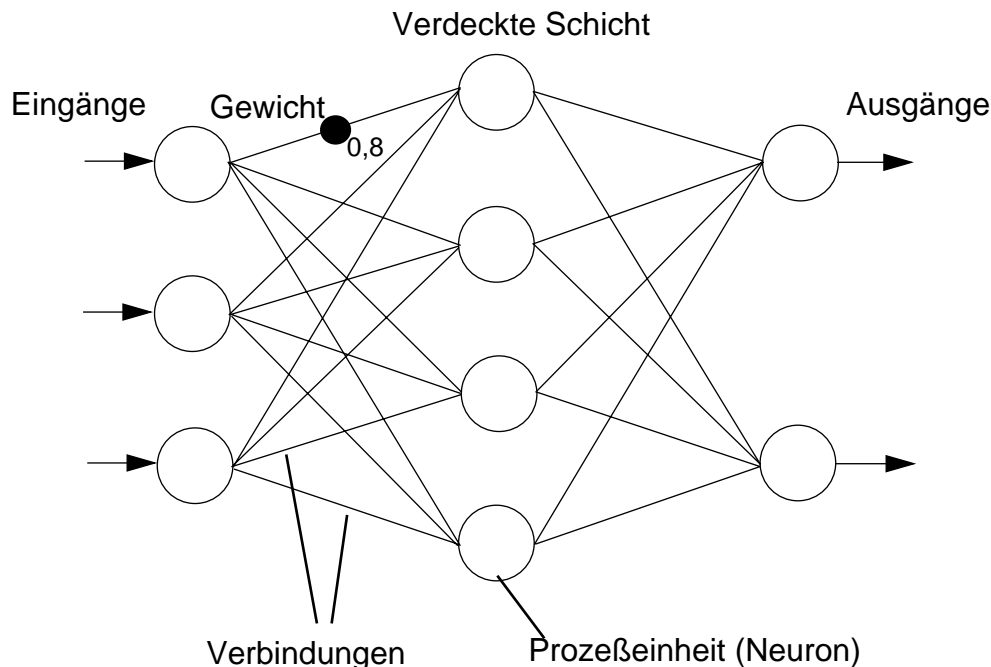 Verdeckte Schicht
Eingänge
Gewicht
Ausgänge
0,8
Verbindungen
Prozeßeinheit (Neuron)